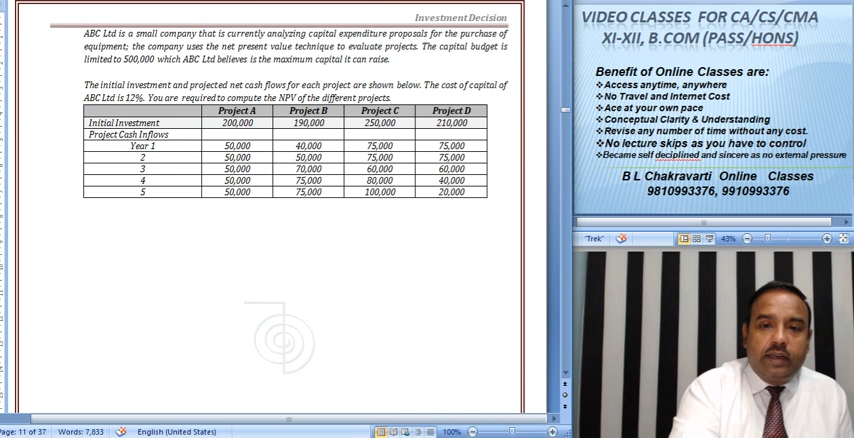 Investment Decision
ABC Ltd is a small company that is currently analyzing capital expenditure proposals for the purchase of
equipment; the company uses the net present value technique to evaluate projects. The capital budget is
limited to 500,000 which ABC Ltd believes is the maximum capital it can raise.
The initial investment and projected net cash flows for each project are shown below. The cost of capital of
ABC Ltd is 12%. You are required to compute the NPV of the different projects.
Project A Project B Project C Project D
Initial Investment 200,000 190,000 250,000 210,000
Project Cash Inflows
Year 1 50,000 40,000 75,000 75,000
2 50,000 50,000 75,000 75,000
3 50,000 70,000 60,000 60,000
4 50,000 75,000 80,000 40,000
5 50,000 75,000 100,000 20,000
Page: 11 of 37 Words: 7,833 English (United States) 100%
VIDEO CLASSES FOR CA/CS/CMA
XI-XII, B.COM (PASS/HONS)
Benefit of Online Classes are:
❖Access anytime, anywhere
❖No Travel and Internet Cost
❖Ace at your own pace
❖Conceptual Clarity & Understanding
❖Revise any number of time without any cost.
❖No lecture skips as you have to control
❖Became self deciplined and sincere as no external pressure
B L Chakravarti Online Classes
9810993376, 9910993376
"Trek" 43%